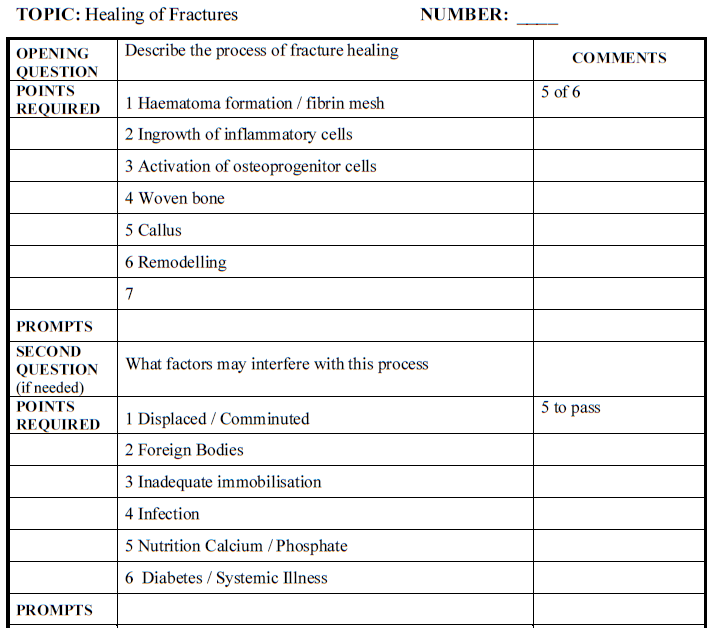 TOPIC: Healing of Fractures NUMBER: ____
OPENING QUESTION Describe the process of fracture healing COMMENTS
POINTS REQUIRED 1 Haematoma formation / fibrin mesh 5 of 6
2 Ingrowth of inflammatory cells
3 Activation of osteoprogenitor cells
4 Woven bone
5 Callus
6 Remodelling
7
PROMPTS
SECOND QUESTION (if needed) What factors may interfere with this process
POINTS REQUIRED 1 Displaced / Comminuted 5 to pass
2 Foreign Bodies
3 Inadequate immobilisation
4 Infection
5 Nutrition Calcium / Phosphate
6 Diabetes / Systemic Illness
PROMPTS